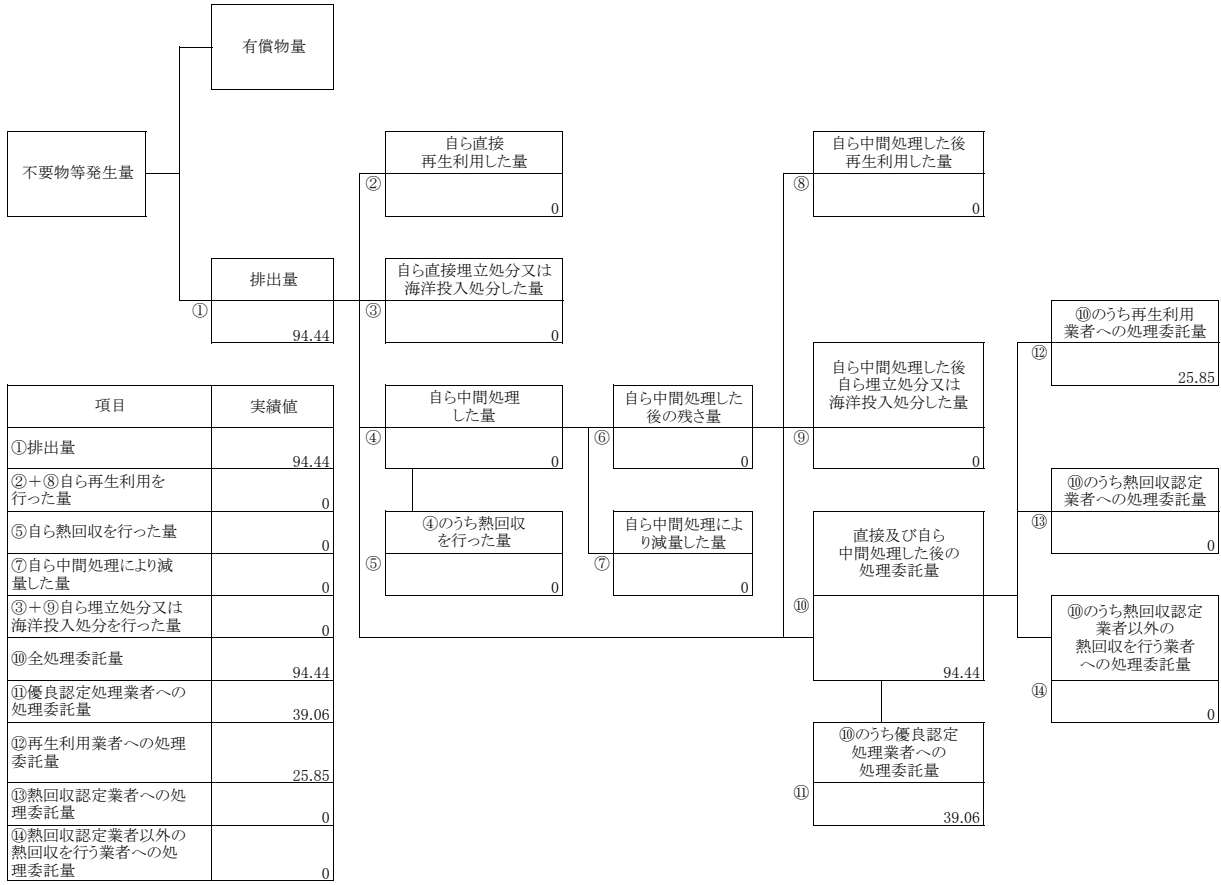 有償物量
不要物等発生量
自ら直接
再生利用した量
②
0
自ら中間処理した後
再生利用した量
⑧
0
排出量
①
94.44
自ら直接埋立処分又は
海洋投入処分した量
③
0
⑩のうち再生利用
業者への処理委託量
⑫
25.85
自ら中間処理した後
自ら埋立処分又は
海洋投入処分した量
⑨
0
自ら中間処理
した量
④
0
自ら中間処理した
後の残さ量
⑥
0
⑩のうち熱回収認定
業者への処理委託量
⑬
0
④のうち熱回収
を行った量
⑤
0
自ら中間処理によ
り減量した量
⑦
0
直接及び自ら
中間処理した後の
処理委託量
⑩
94.44
⑩のうち熱回収認定
業者以外の
熱回収を行う業者
への処理委託量
⑭
0
⑩のうち優良認定
処理業者への
処理委託量
⑪
39.06
項目 実績値
①排出量
94.44
②+⑧自ら再生利用を
行った量
0
⑤自ら熱回収を行った量
0
⑦自ら中間処理により減
量した量
0
③+⑨自ら埋立処分又は
海洋投入処分を行った量
0
⑩全処理委託量
94.44
⑪優良認定処理業者への
処理委託量
39.06
⑫再生利用業者への処理
委託量
25.85
⑬熱回収認定業者への処
理委託量
0
⑭熱回収認定業者以外の
熱回収を行う業者への処
理委託量
0